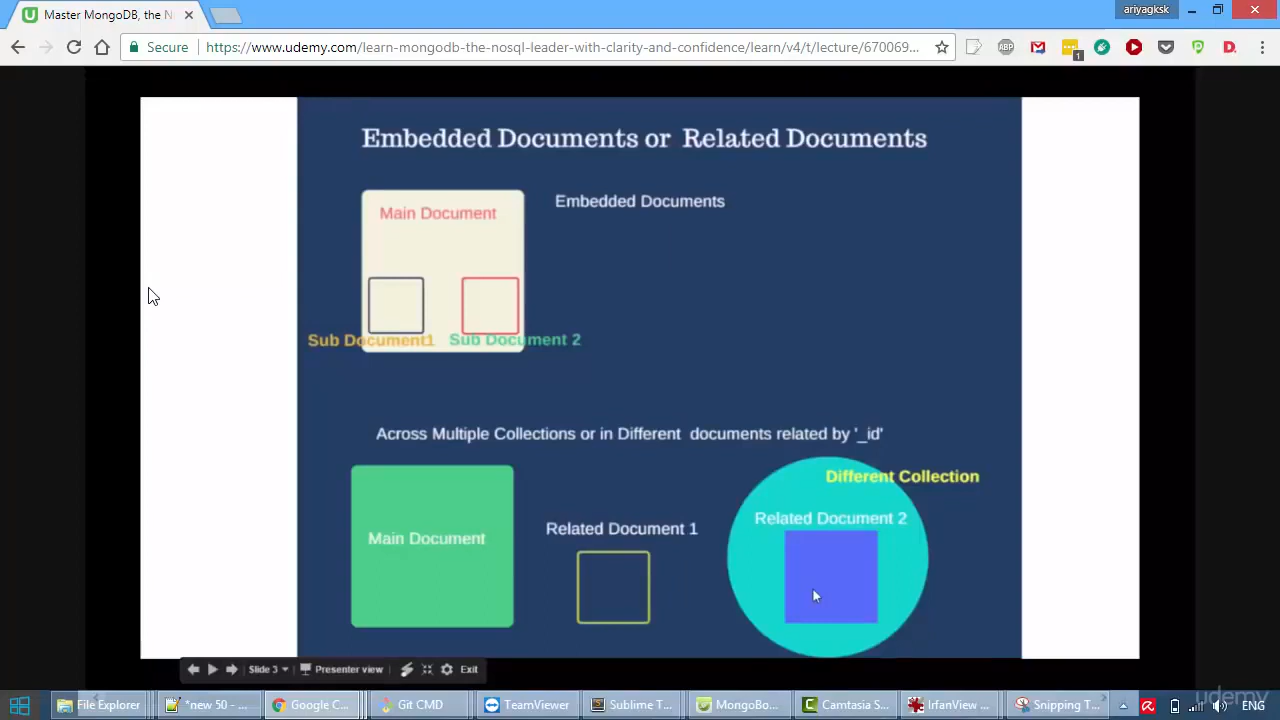 Master MongoDB, the N
ariyagksk
Secure
https://www.udemy.com/learn-mongodb-the-nosql-leader-with-clarity-and-confidence/learn/v4/t/lecture/670069...
ABP
1
D.
Embedded Documents or Related Documents
Main Document
Embedded Documents
Sub Document1
Sub Document 2
Across Multiple Collections or in Different documents related by '_id'
Different Collection
Main Document
Related Document 1
Related Document 2
Slide 3
Presenter view
Exit
File Explorer
*new 50 - ...
Google C...
Git CMD
TeamViewer
Sublime T...
MongoBo...
Camtasia S...
IrfanView ...
Snipping T...
ENG
udemy